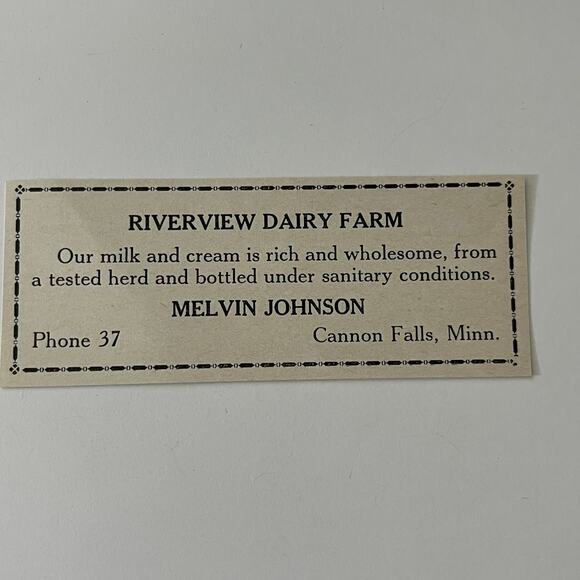 RIVERVIEW DAIRY FARM
Our milk and cream is rich and wholesome, from
a tested herd and bottled under sanitary conditions.
MELVIN JOHNSON
Phone 37 Cannon Falls, Minn.